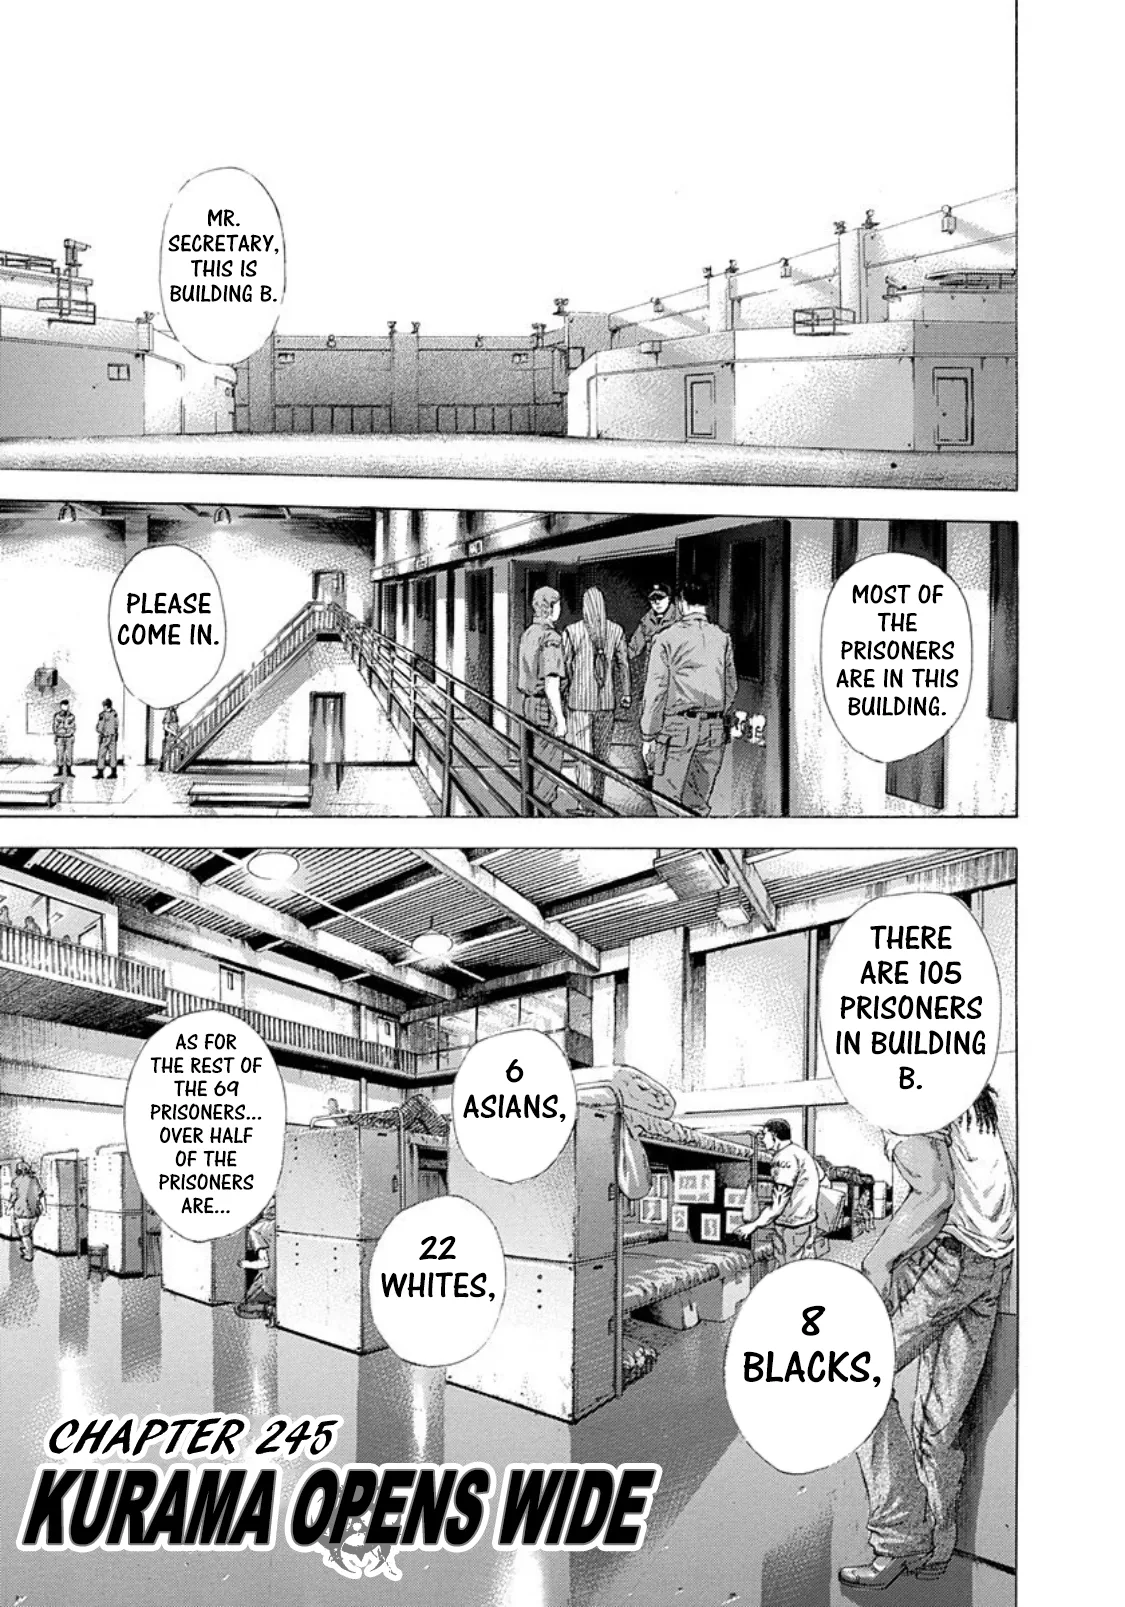 MR.
SECRETARY,
THIS IS
BUILDING B.
MOST OF
THE
PRISONERS
ARE IN THIS
BUILDING.
PLEASE
COME IN.
THERE
ARE 105
PRISONERS
IN BUILDING
B.
8
BLACKS,
6
ASIANS,
22
WHITES,
AS FOR
THE REST OF
THE 69
PRISONERS...
OVER HALF
OF THE
PRISONERS
ARE...
CHAPTER 245
KURAMA OPENS WIDE